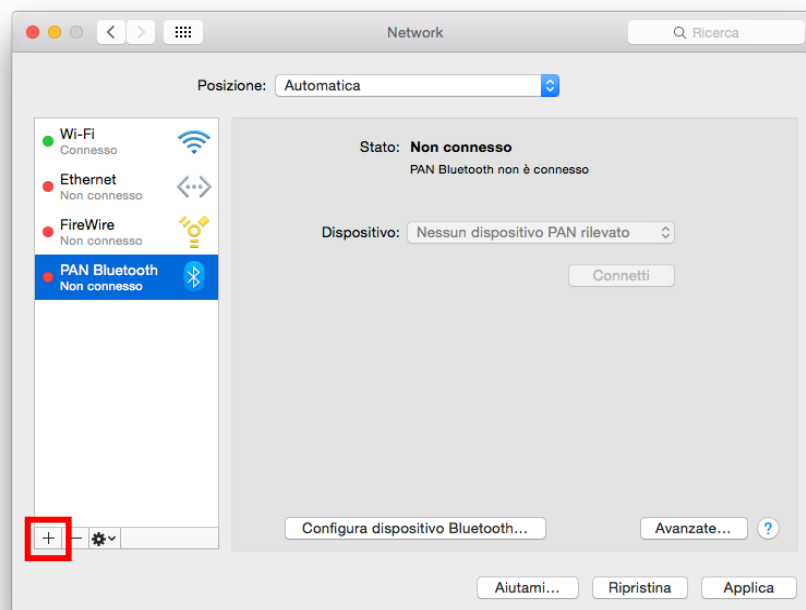 Network
Ricerca
Posizione: Automatica
Wi-Fi
Connesso
Ethernet
Non connesso
FireWire
Non connesso
PAN Bluetooth
Non connesso
Stato: Non connesso
PAN Bluetooth non è connesso
Dispositivo: Nessun dispositivo PAN rilevato
Connetti
Configura dispositivo Bluetooth...
Avanzate...
?
Aiutami...
Ripristina
Applica